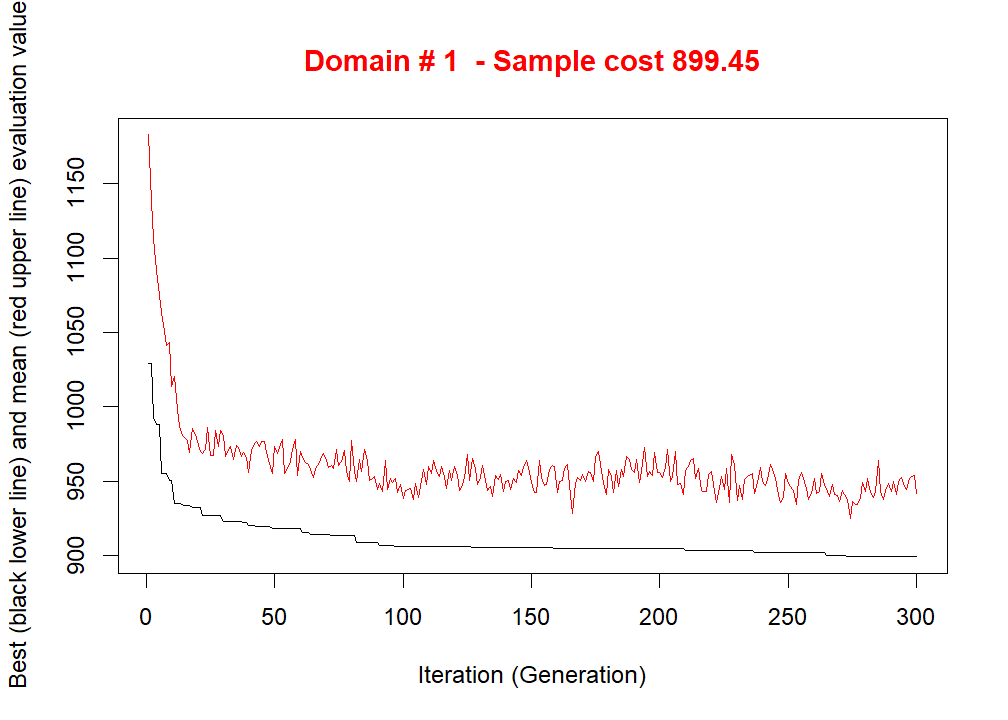 Domain # 1  - Sample cost 899.45
Best (black lower line) and mean (red upper line) evaluation value
1150
1100
1050
1000
950
900
0 50 100 150 200 250 300
Iteration (Generation)